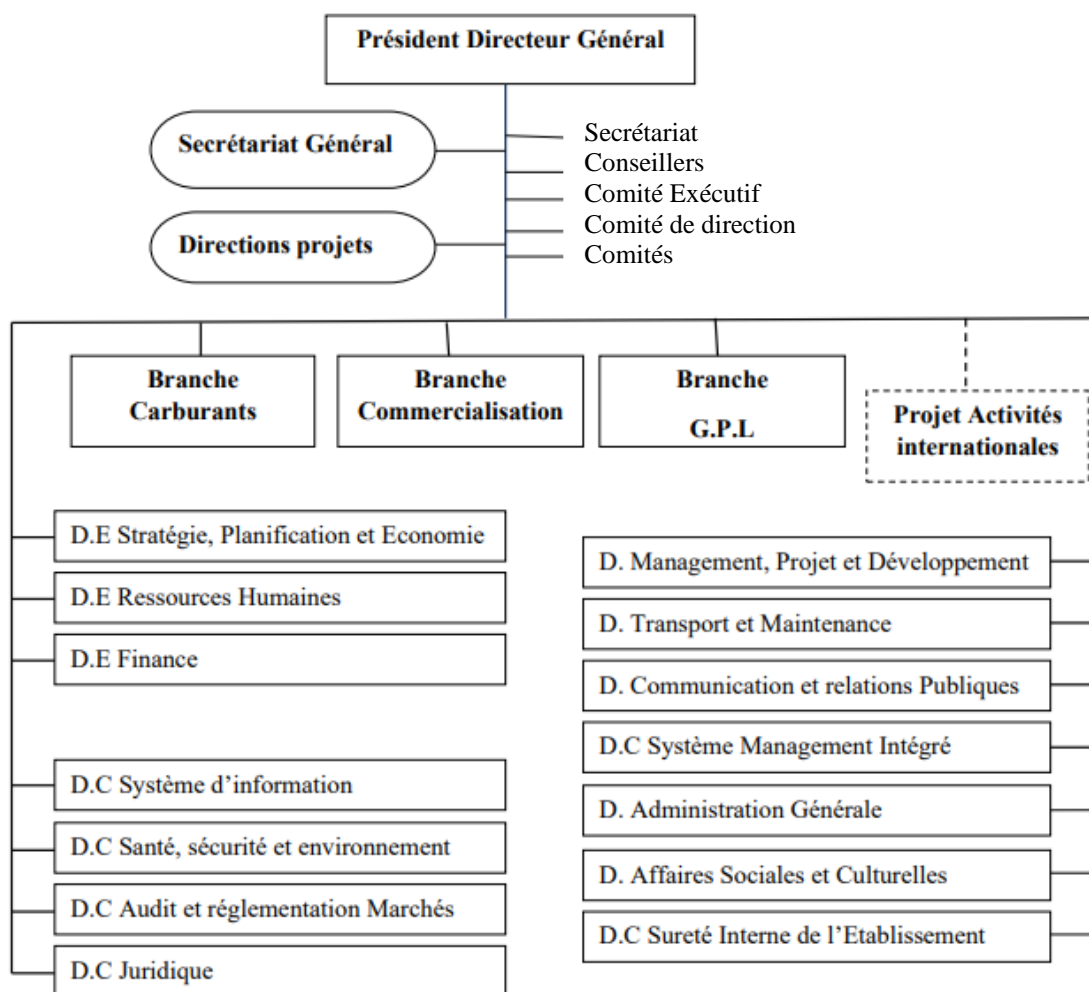 Président Directeur Général
Secrétariat Général
Directions projets
Secrétariat
Conseillers
Comité Exécutif
Comité de direction
Comités
Branche
Carburants
Branche
Commercialisation
Branche
G.P.L
Projet Activités
internationales
D.E Stratégie, Planification et Economie
D.E Ressources Humaines
D.E Finance
D.C Système d’information
D.C Santé, sécurité et environnement
D.C Audit et réglementation Marchés
D.C Juridique
D. Management, Projet et Développement
D. Transport et Maintenance
D. Communication et relations Publiques
D.C Système Management Intégré
D. Administration Générale
D. Affaires Sociales et Culturelles
D.C Sureté Interne de l’Etablissement